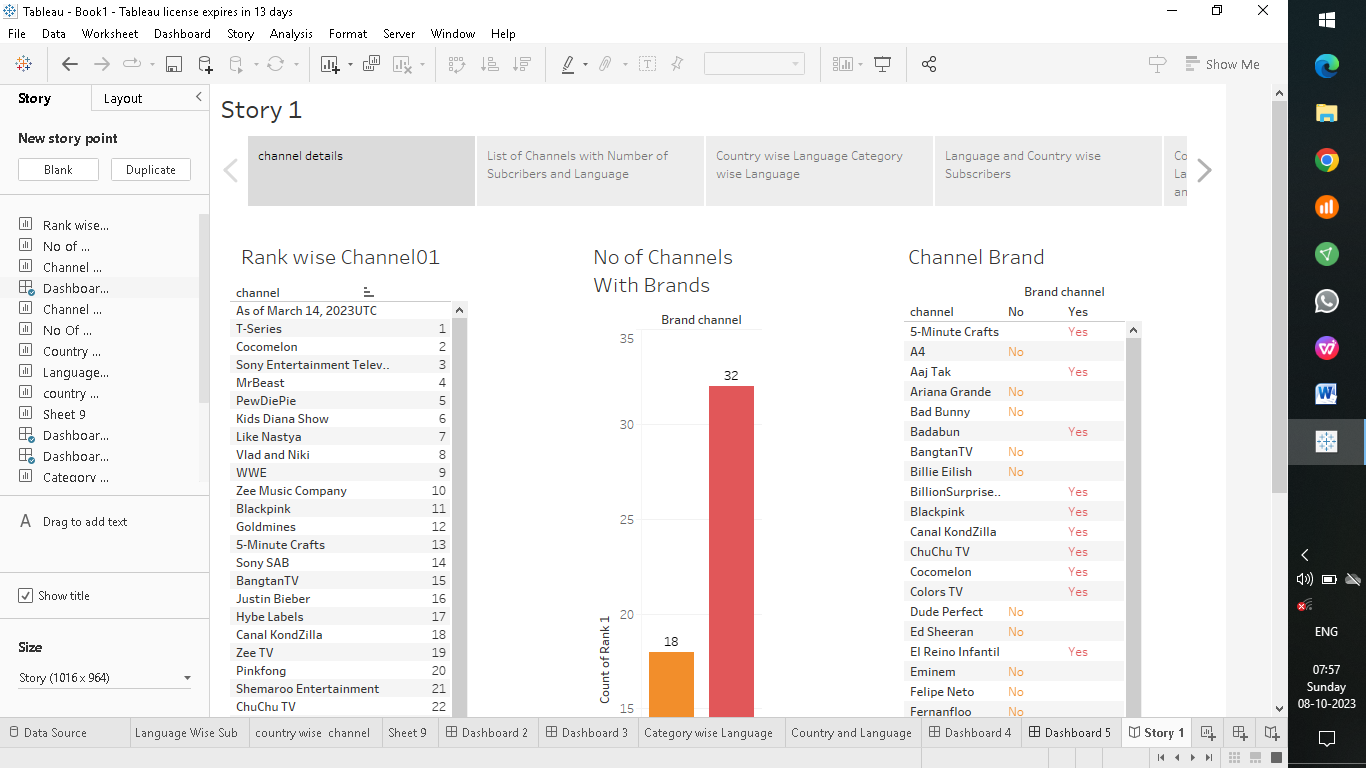 Tableau - Book1 - Tableau license expires in 13 days
File Data Worksheet Dashboard Story Analysis Format Server Window Help
Show Me
Story Layout
New story point
Blank Duplicate
Rank wise...
No of ...
Channel ...
Dashboar...
Channel ...
No Of ...
Country ...
Language...
country ...
Sheet 9
Dashboar...
Dashboar...
Category ...
A Drag to add text
Show title
Size
Story (1016 x 964)
Story 1
channel details
List of Channels with Number of
Subcribers and Language
Country wise Language Category
wise Language
Language and Country wise
Subscribers
Co
La
an
Rank wise Channel01
channel
As of March 14, 2023UTC
T-Series 1
Cocomelon 2
Sony Entertainment Telev.. 3
MrBeast 4
PewDiePie 5
Kids Diana Show 6
Like Nastya 7
Vlad and Niki 8
WWE 9
Zee Music Company 10
Blackpink 11
Goldmines 12
5-Minute Crafts 13
Sony SAB 14
BangtanTV 15
Justin Bieber 16
Hybe Labels 17
Canal KondZilla 18
Zee TV 19
Pinkfong 20
Shemaroo Entertainment 21
ChuChu TV 22
No of Channels
With Brands
Brand channel
35
32
30
25
20
18
15
Count of Rank 1
Channel Brand
Brand channel
channel No Yes
5-Minute Crafts Yes
A4 No
Aaj Tak Yes
Ariana Grande No
Bad Bunny No
Badabun Yes
BangtanTV No
Billie Eilish No
BillionSurprise.. Yes
Blackpink Yes
Canal KondZilla Yes
ChuChu TV Yes
Cocomelon Yes
Colors TV Yes
Dude Perfect No
Ed Sheeran No
El Reino Infantil Yes
Eminem No
Felipe Neto No
Fernanfloo No
Data Source Language Wise Sub country wise channel Sheet 9 Dashboard 2 Dashboard 3 Category wise Language Country and Language Dashboard 4 Dashboard 5 Story 1
ENG
07:57
Sunday
08-10-2023